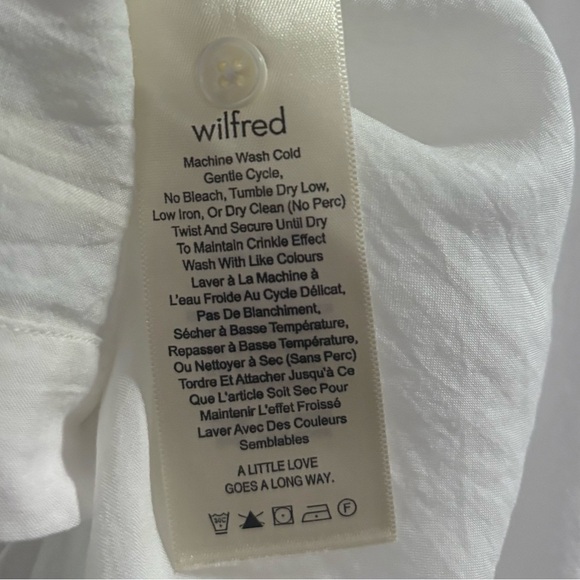 wilfred
Machine Wash Cold
Gentle Cycle,
No Bleach, Tumble Dry Low,
Low Iron, Or Dry Clean (No Perc)
Twist And Secure Until Dry
To Maintain Crinkle Effect
Wash With Like Colours
Laver à La Machine à
L'eau Froide Au Cycle Délicat,
Pas De Blanchiment,
Sécher à Basse Température,
Repasser à Basse Température,
Ou Nettoyer à Sec (Sans Perc)
Tordre Et Attacher Jusqu'à Ce
Que L'article Soit Sec Pour
Maintenir L'effet Froissé
Laver Avec Des Couleurs
Semblables
A LITTLE LOVE
GOES A LONG WAY.
F